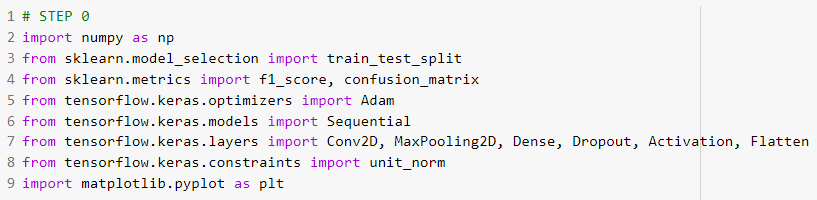 1 # STEP 0
2 import numpy as np
3 from sklearn.model_selection import train_test_split
4 from sklearn.metrics import f1_score, confusion_matrix
5 from tensorflow.keras.optimizers import Adam
6 from tensorflow.keras.models import Sequential
7 from tensorflow.keras.layers import Conv2D, MaxPooling2D, Dense, Dropout, Activation, Flatten
8 from tensorflow.keras.constraints import unit_norm
9 import matplotlib.pyplot as plt